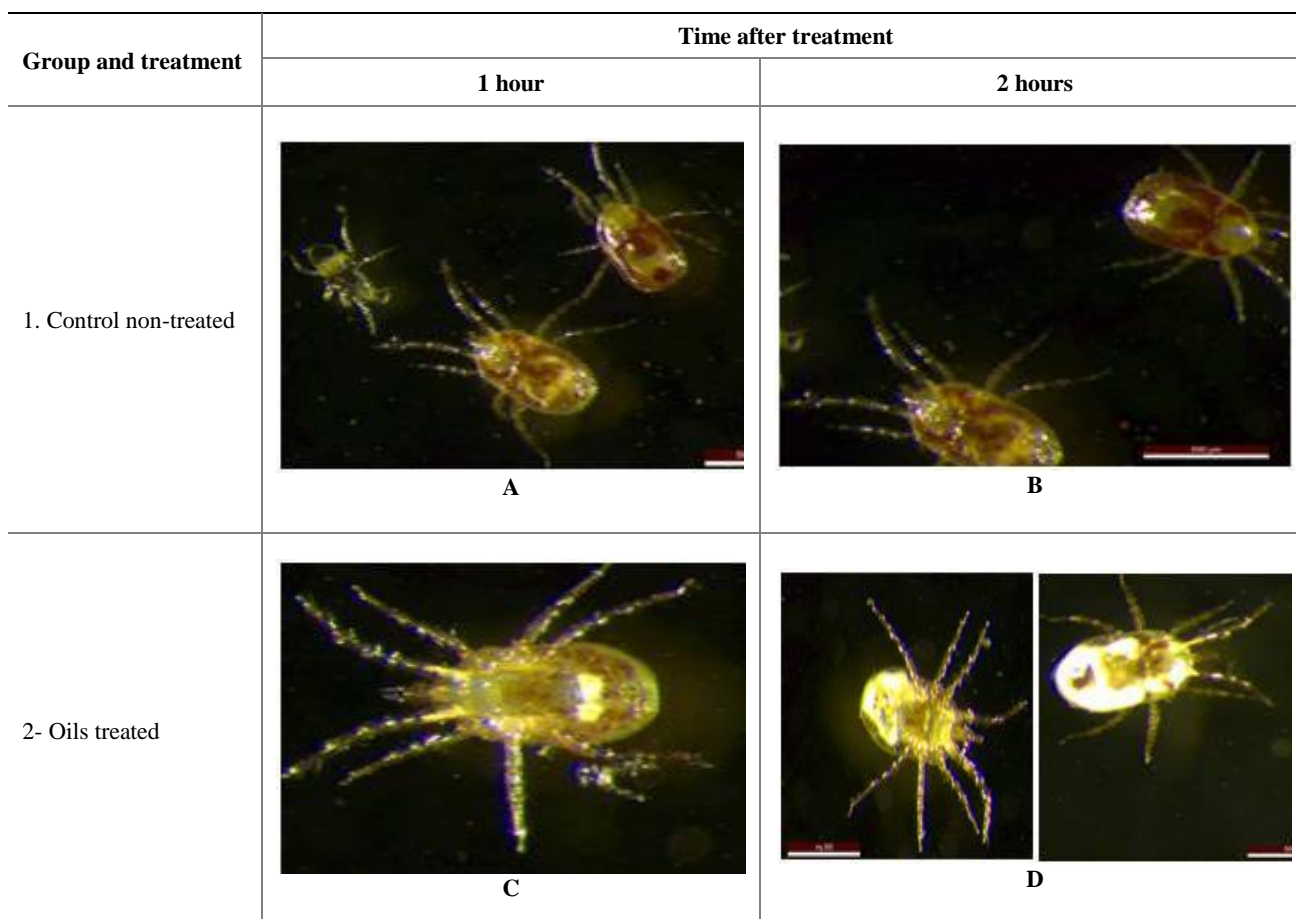 Group and treatment
Time after treatment
1 hour
2 hours
1. Control non-treated
A
B
2- Oils treated
C
D